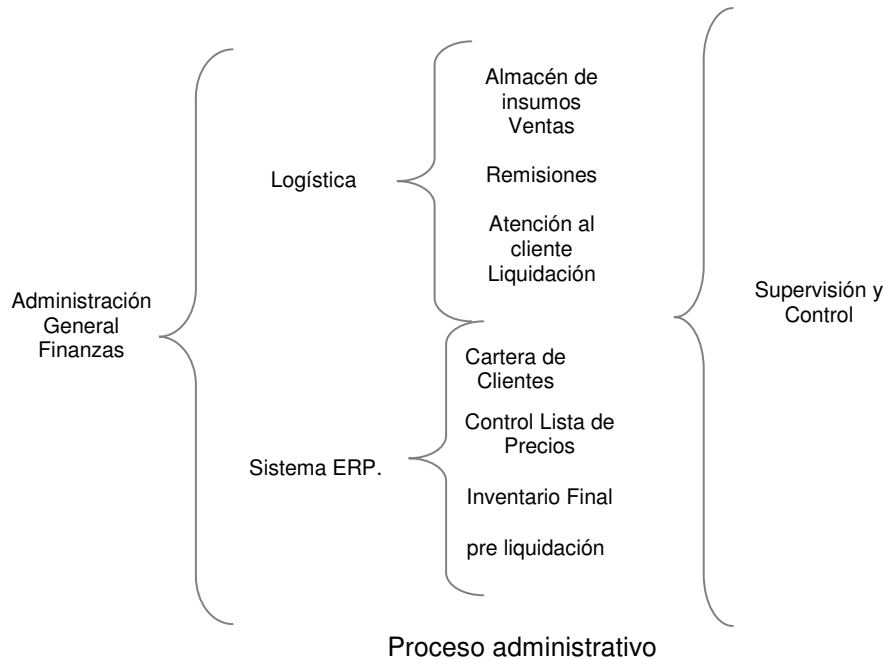 Administración
General
Finanzas
Logística
Almacén de
insumos
Ventas
Remisiones
Atención al
cliente
Liquidación
Sistema ERP.
Cartera de
Clientes
Control Lista de
Precios
Inventario Final
pre liquidación
Supervisión y
Control
Proceso administrativo